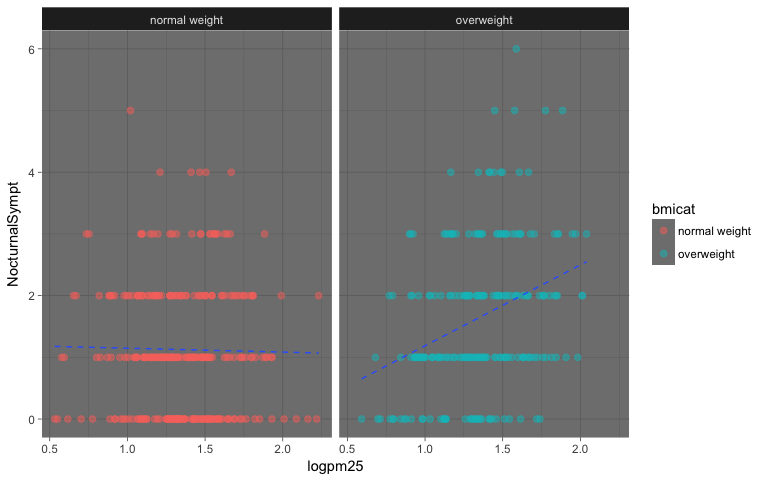 normal weight
overweight
6
4
2
0
NocturnalSympt
0.5 1.0 1.5 2.0
0.5 1.0 1.5 2.0
logpm25
bmicat
normal weight
overweight